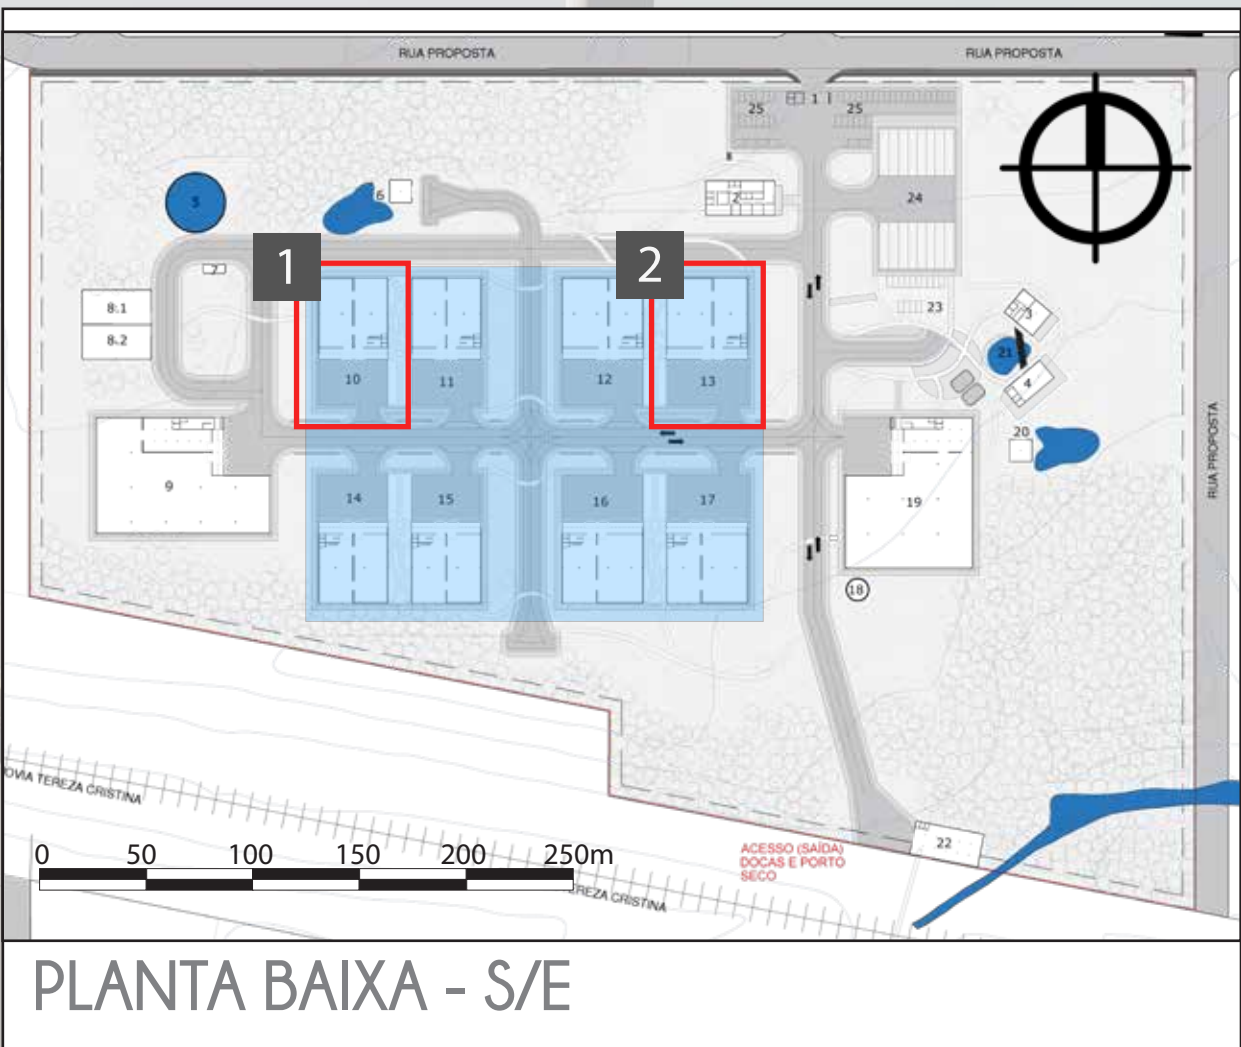 RUA PROPOSTA
RUA PROPOSTA
25
1
25
5
6
2
24
1
2
7
8.1
8.2
23
3
21
4
10
11
12
13
20
RUA PROPOSTA
9
14
15
16
17
19
18
OVIA TEREZA CRISTINA
22
ACESSO (SAÍDA)
DOCAS E PORTO
SECO
0 50 100 150 200 250m
EREZA CRISTINA
PLANTA BAIXA - S/E